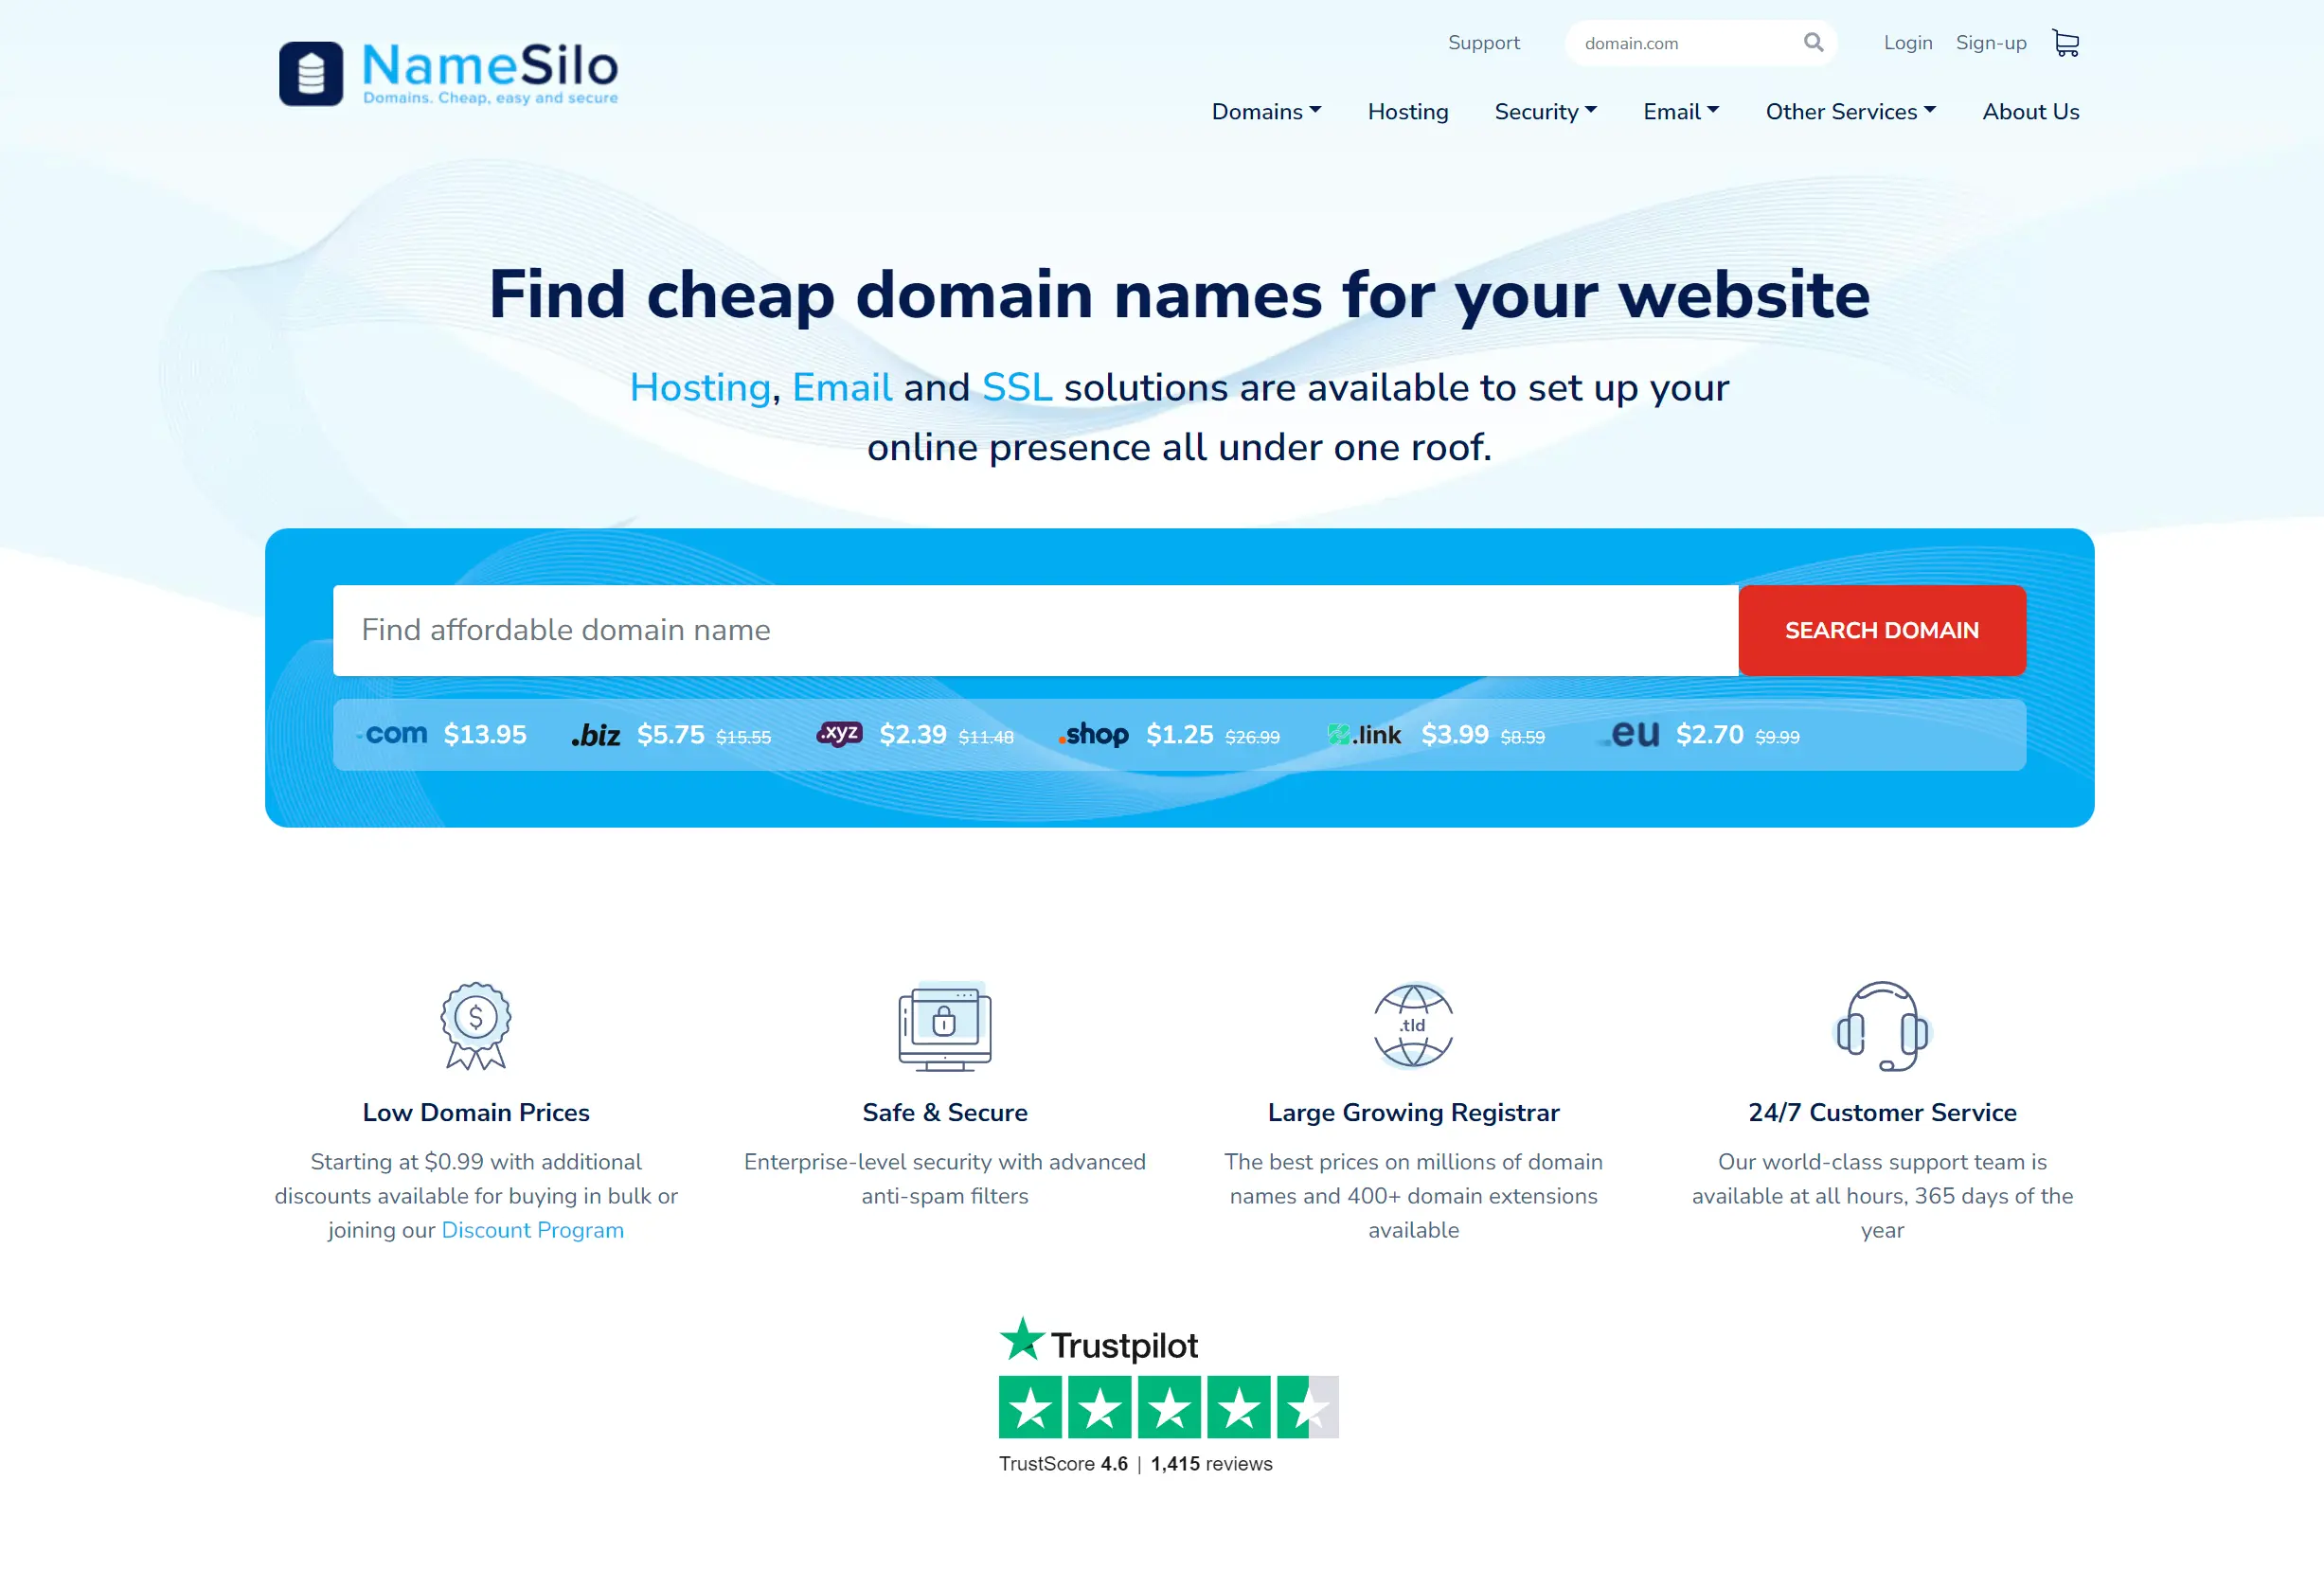 NameSilo
Domains. Cheap, easy and secure
Support
domain.com
Login
Sign-up
Domains
Hosting
Security
Email
Other Services
About Us
Find cheap domain names for your website
Hosting, Email and SSL solutions are available to set up your
online presence all under one roof.
Find affordable domain name
SEARCH DOMAIN
.com $13.95 .biz $5.75 $15.55 .xyz $2.39 $11.48 .shop $1.25 $26.99 .link $3.99 $8.59 .eu $2.70 $9.99
$
.tld
Low Domain Prices
Starting at $0.99 with additional
discounts available for buying in bulk or
joining our Discount Program
Safe & Secure
Enterprise-level security with advanced
anti-spam filters
Large Growing Registrar
The best prices on millions of domain
names and 400+ domain extensions
available
24/7 Customer Service
Our world-class support team is
available at all hours, 365 days of the
year
Trustpilot
TrustScore 4.6 | 1,415 reviews